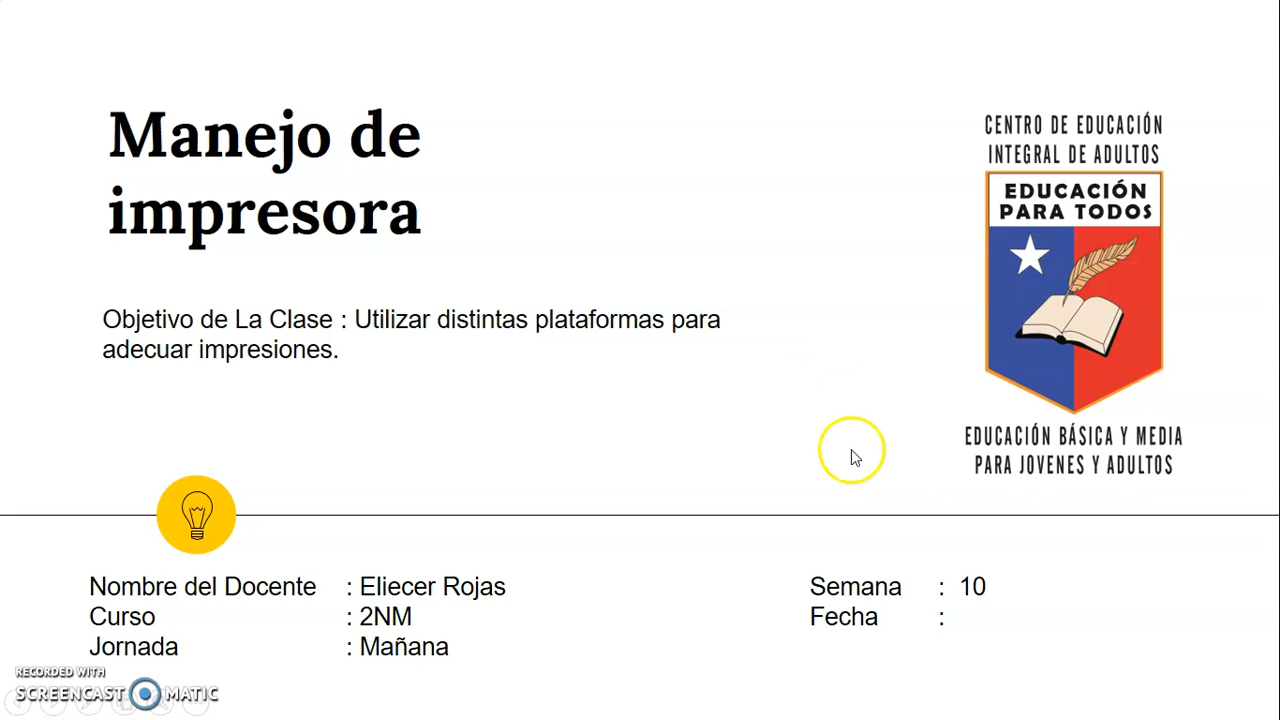 Manejo de
impresora
CENTRO DE EDUCACIÓN
INTEGRAL DE ADULTOS
EDUCACIÓN
PARA TODOS
Objetivo de La Clase : Utilizar distintas plataformas para
adecuar impresiones.
EDUCACIÓN BÁSICA Y MEDIA
PARA JOVENES Y ADULTOS
Nombre del Docente : Eliecer Rojas
Curso : 2NM
Jornada : Mañana
Semana : 10
Fecha :
RECORDED WITH
SCREENCAST MATIC